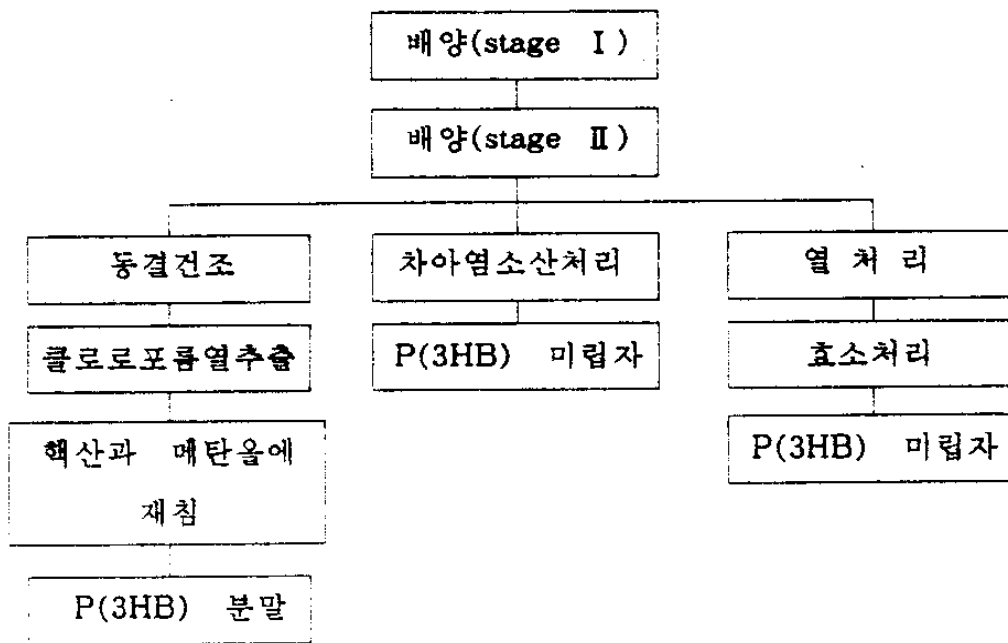 배양(stage Ⅰ)
배양(stage Ⅱ)
동결건조
차아염소산처리
열 처 리
클로로포름열추출
P(3HB) 미립자
효소처리
핵산과 메탄올에
재침
P(3HB) 미립자
P(3HB) 분말